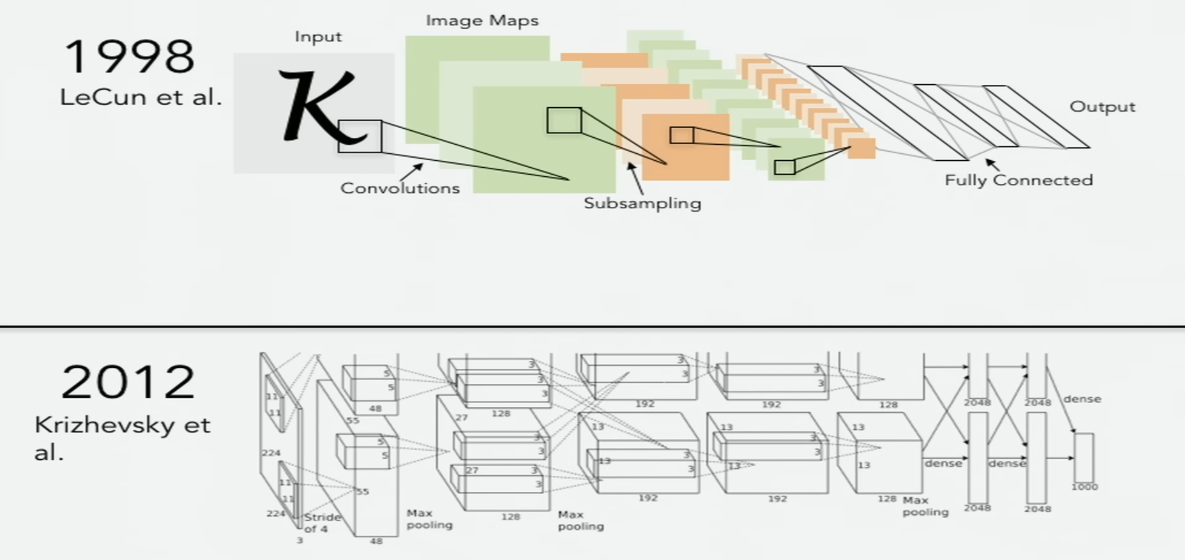 1998
LeCun et al.
Input
Image Maps
K
Convolutions
Subsampling
Fully Connected
Output
2012
Krizhevsky et
al.
11
11
224
5
5
48
55
3
3
3
128
27
3
3
192
3
3
192
128
2048
2048
dense
11
11
224
Stride
of 4
3
5
5
55
48
Max
pooling
3
3
27
3
3
128
Max
pooling
13
13
3
3
192
13
13
3
3
192
13
13
128
Max
pooling
dense
dense
2048
2048
1000